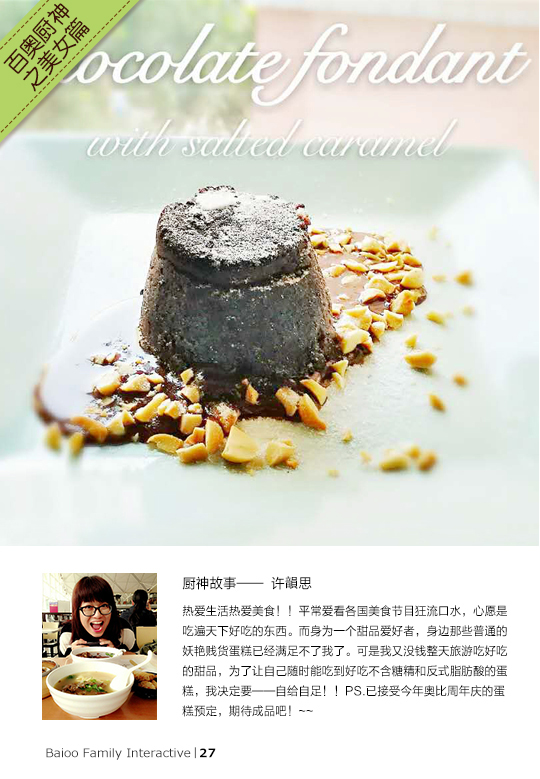 百奥厨神
之美女篇
chocolate fondant
with salted caramel
厨神故事—— 许韻思
热爱生活热爱美食！！平常爱看各国美食节目狂流口水，心愿是
吃遍天下好吃的东西。而身为一个甜品爱好者，身边那些普通的
妖艳贱货蛋糕已经满足不了我了。可是我又没钱整天旅游吃好吃
的甜品，为了让自己随时能吃到好吃不含糖精和反式脂肪酸的蛋
糕，我决定要——自给自足！！PS.已接受今年奥比周年庆的蛋
糕预定，期待成品吧！~~
Baioo Family Interactive | 27